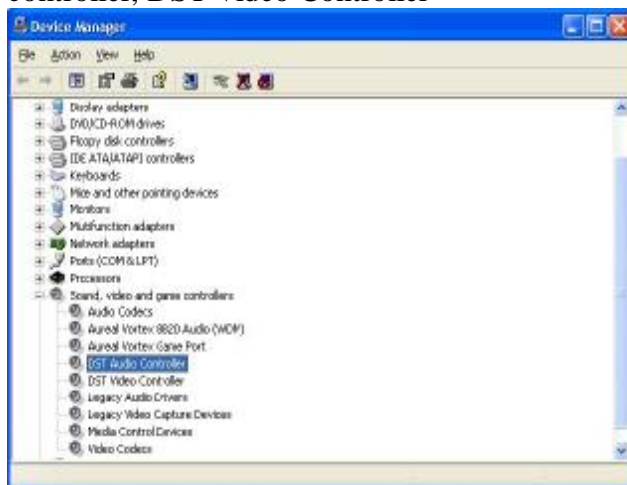 controller, DST Video Controller
Device Manager
File Action View Help
Display adapters
DVD/CD-ROM drives
Floppy disk controllers
IDE ATA/ATAPI controllers
Keyboards
Mice and other pointing devices
Monitors
Multifunction adapters
Network adapters
Ports (COM & LPT)
Processors
Sound, video and game controllers
Audio Codecs
Aureal Vortex 8820 Audio (WDM)
Aureal Vortex Game Port
DST Audio Controller
DST Video Controller
Legacy Audio Drivers
Legacy Video Capture Devices
Media Control Devices
Video Codecs